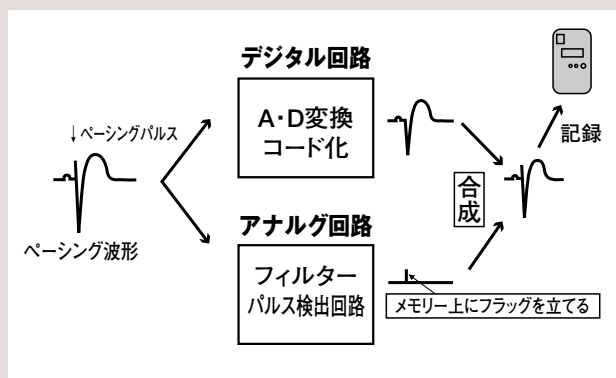 デジタル回路
A・D変換
コード化
↓ペーシングパルス
ペーシング波形
アナルグ回路
フィルター
パルス検出回路
合成
記録
メモリー上にフラッグを立てる